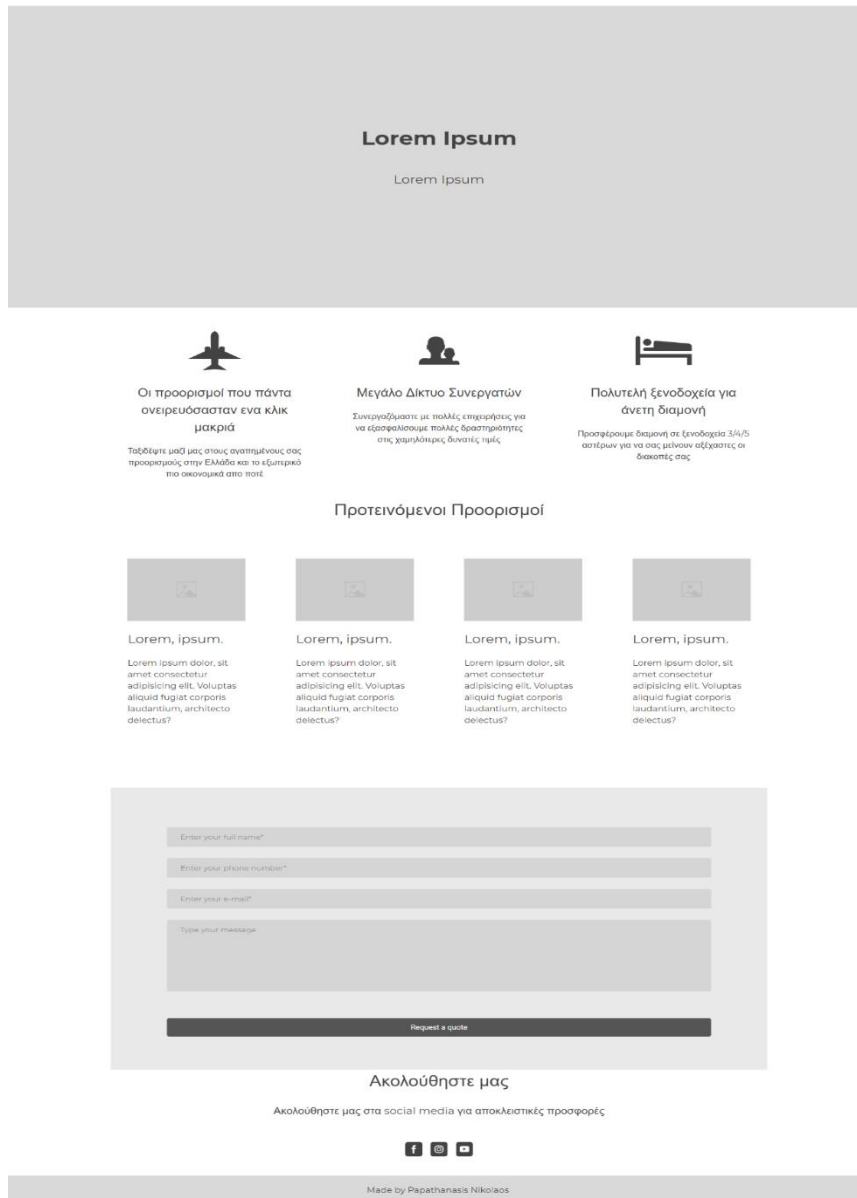 Lorem Ipsum
Lorem Ipsum
Οι προορισμοί που πάντα
ονειρευόσασταν ενα κλικ
μακριά
Ταξιδέψτε μαζί μας στους αγαπημένους σας
προορισμούς στην Ελλάδα και το εξωτερικό
πιο οικονομικά απο ποτέ
Μεγάλο Δίκτυο Συνεργατών
Συνεργαζόμαστε με πολλές επιχειρήσεις για
να εξασφαλίσουμε πολλές δραστηριότητες
στις χαμηλότερες δυνατές τιμές
Πολυτελή ξενοδοχεία για
άνετη διαμονή
Προσφέρουμε διαμονή σε ξενοδοχεία 3/4/5
αστέρων για να σας μείνουν αξέχαστες οι
διακοπές σας
Προτεινόμενοι Προορισμοί
Lorem, ipsum.
Lorem ipsum dolor, sit
amet consectetur
adipisicing elit. Voluptas
aliquid fugiat corporis
laudantium, architecto
delectus?
Lorem, ipsum.
Lorem ipsum dolor, sit
amet consectetur
adipisicing elit. Voluptas
aliquid fugiat corporis
laudantium, architecto
delectus?
Lorem, ipsum.
Lorem ipsum dolor, sit
amet consectetur
adipisicing elit. Voluptas
aliquid fugiat corporis
laudantium, architecto
delectus?
Lorem, ipsum.
Lorem ipsum dolor, sit
amet consectetur
adipisicing elit. Voluptas
aliquid fugiat corporis
laudantium, architecto
delectus?
Enter your full name*
Enter your phone number*
Enter your e-mail*
Type your message
Request a quote
Ακολούθηστε μας
Ακολούθηστε μας στα social media για αποκλειστικές προσφορές
Made by Papathanasis Nikolaos